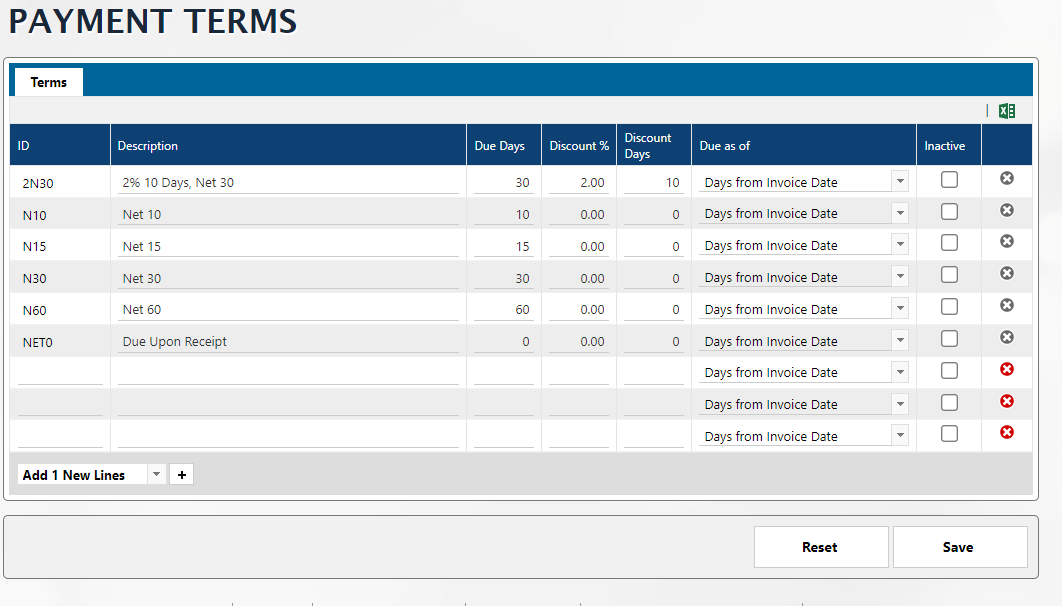 PAYMENT TERMS
Terms
ID Description Due Days Discount % Discount Days Due as of Inactive
2N30 2% 10 Days, Net 30 30 2.00 10 Days from Invoice Date
N10 Net 10 10 0.00 0 Days from Invoice Date
N15 Net 15 15 0.00 0 Days from Invoice Date
N30 Net 30 30 0.00 0 Days from Invoice Date
N60 Net 60 60 0.00 0 Days from Invoice Date
NET0 Due Upon Receipt 0 0.00 0 Days from Invoice Date
Days from Invoice Date
Days from Invoice Date
Days from Invoice Date
Add 1 New Lines +
Reset Save